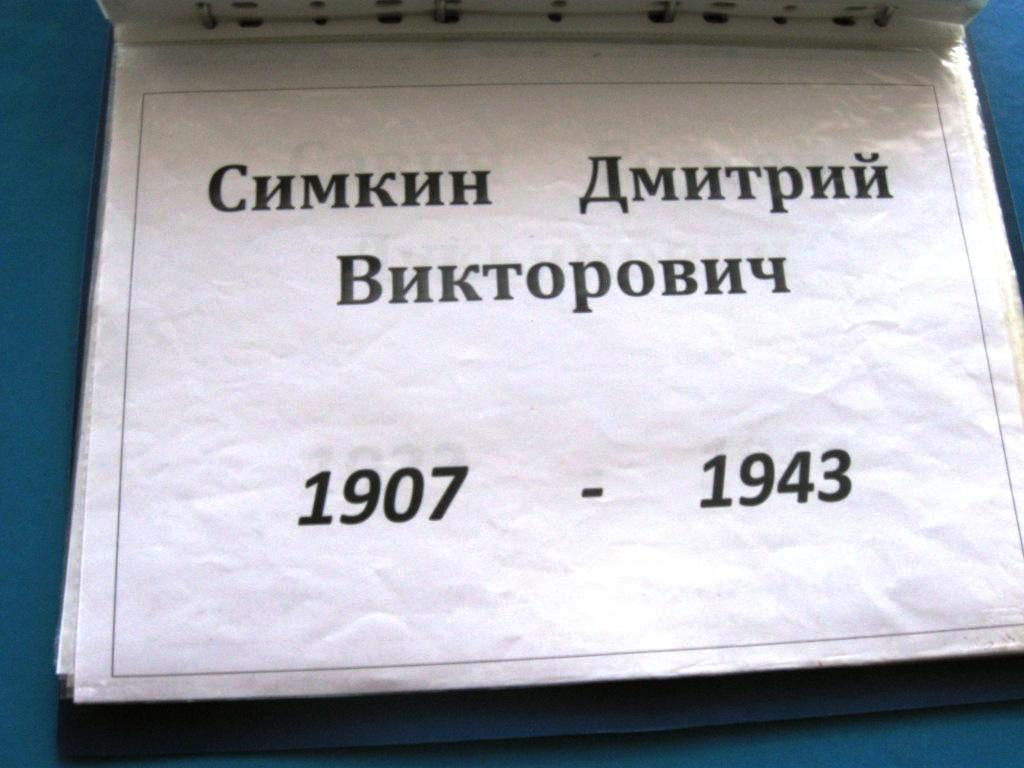 Симкин Дмитрий
Викторович
1907 - 1943